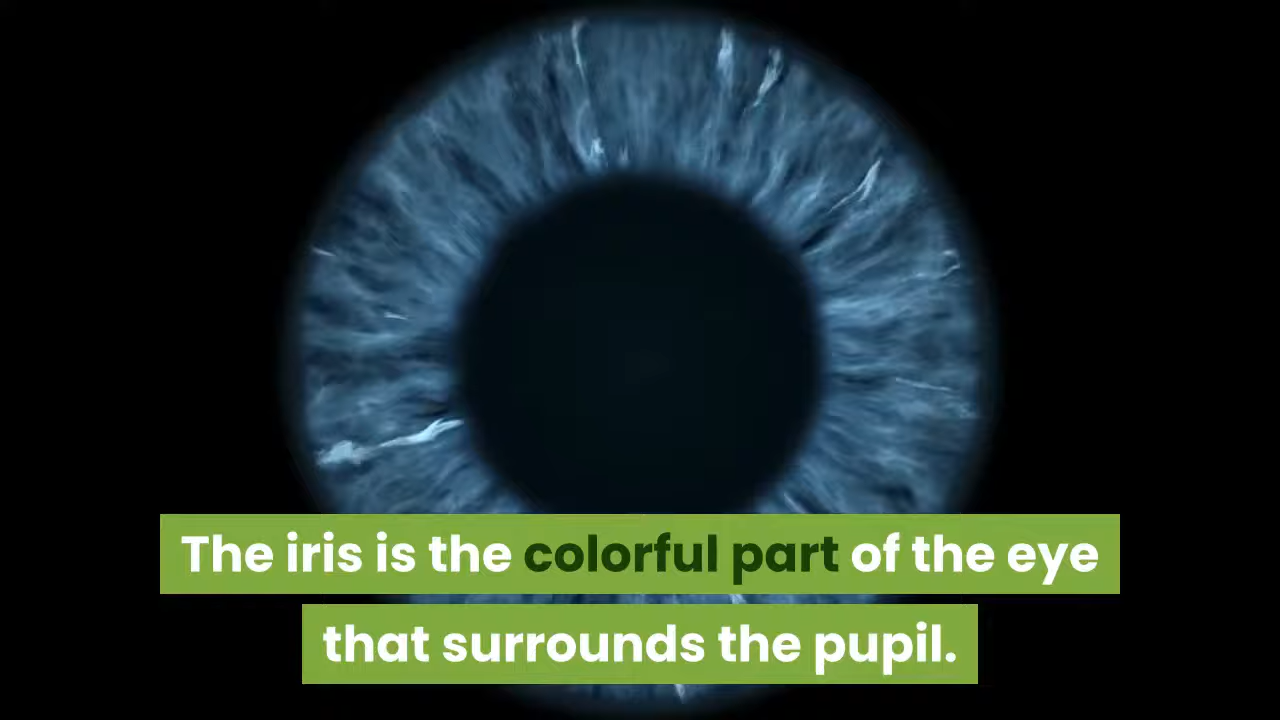 The iris is the colorful part of the eye
that surrounds the pupil.